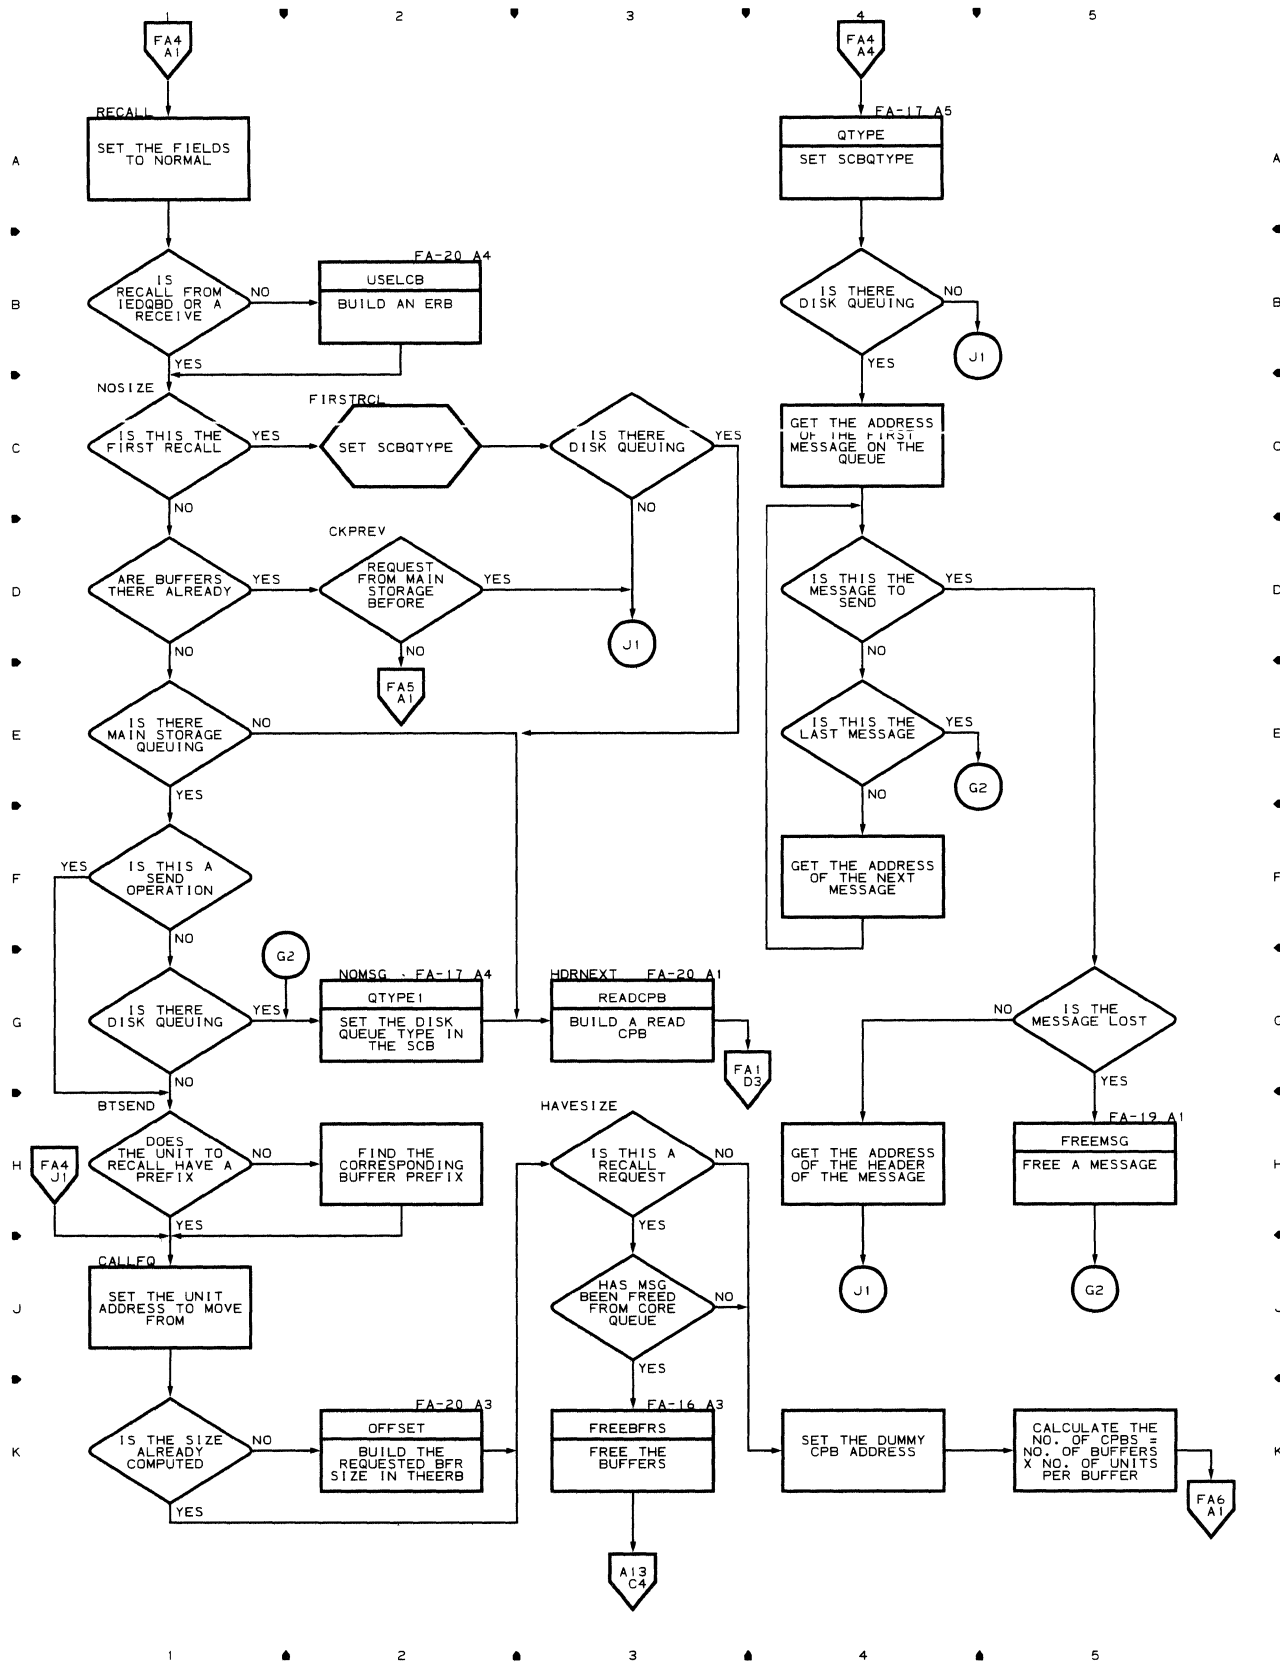 1 2 3 4 5
FA4
A1
FA4
A4
RECALL
SET THE FIELDS
TO NORMAL
FA-17 A5
QTYPE
SET SCBQTYPE
A
A
IS
RECALL FROM
IEDQBD OR A
RECEIVE
NO
YES
FA-20 A4
USELCB
BUILD AN ERB
IS THERE
DISK QUEUING
NO
YES
J1
B
B
NOSIZE
IS THIS THE
FIRST RECALL
YES
NO
FIRSTRCL
SET SCBQTYPE
IS THERE
DISK QUEUING
YES
NO
GET THE ADDRESS
OF THE FIRST
MESSAGE ON THE
QUEUE
C
C
ARE BUFFERS
THERE ALREADY
YES
NO
CKPREV
REQUEST
FROM MAIN
STORAGE
BEFORE
YES
NO
J1
FA5
A1
IS THIS THE
MESSAGE TO
SEND
YES
NO
D
D
IS THERE
MAIN STORAGE
QUEUING
NO
YES
IS THIS THE
LAST MESSAGE
YES
NO
G2
E
E
YES
IS THIS A
SEND
OPERATION
NO
GET THE ADDRESS
OF THE NEXT
MESSAGE
F
F
G2
IS THERE
DISK QUEUING
YES
NO
NOMSG - FA-17 A4
QTYPE1
SET THE DISK
QUEUE TYPE IN
THE SCB
HDRNEXT FA-20 A1
READCPB
BUILD A READ
CPB
FA1
D3
NO
IS THE
MESSAGE LOST
YES
G
BTSEND
DOES
THE UNIT TO
RECALL HAVE A
PREFIX
NO
YES
FA4
J1
FIND THE
CORRESPONDING
BUFFER PREFIX
HAVESIZE
IS THIS A
RECALL
REQUEST
NO
YES
GET THE ADDRESS
OF THE HEADER
OF THE MESSAGE
FA-19 A1
FREEMSG
FREE A MESSAGE
H
H
CALLFQ
SET THE UNIT
ADDRESS TO MOVE
FROM
HAS MSG
BEEN FREED
FROM CORE
QUEUE
NO
YES
J1
G2
J
J
IS THE SIZE
ALREADY
COMPUTED
NO
YES
FA-20 A3
OFFSET
BUILD THE
REQUESTED BFR
SIZE IN THEERB
FA-16 A3
FREEBFRS
FREE THE
BUFFERS
SET THE DUMMY
CPB ADDRESS
CALCULATE THE
NO. OF CPBS =
NO. OF BUFFERS
X NO. OF UNITS
PER BUFFER
FA6
A1
K
K
A13
C4
1 2 3 4 5